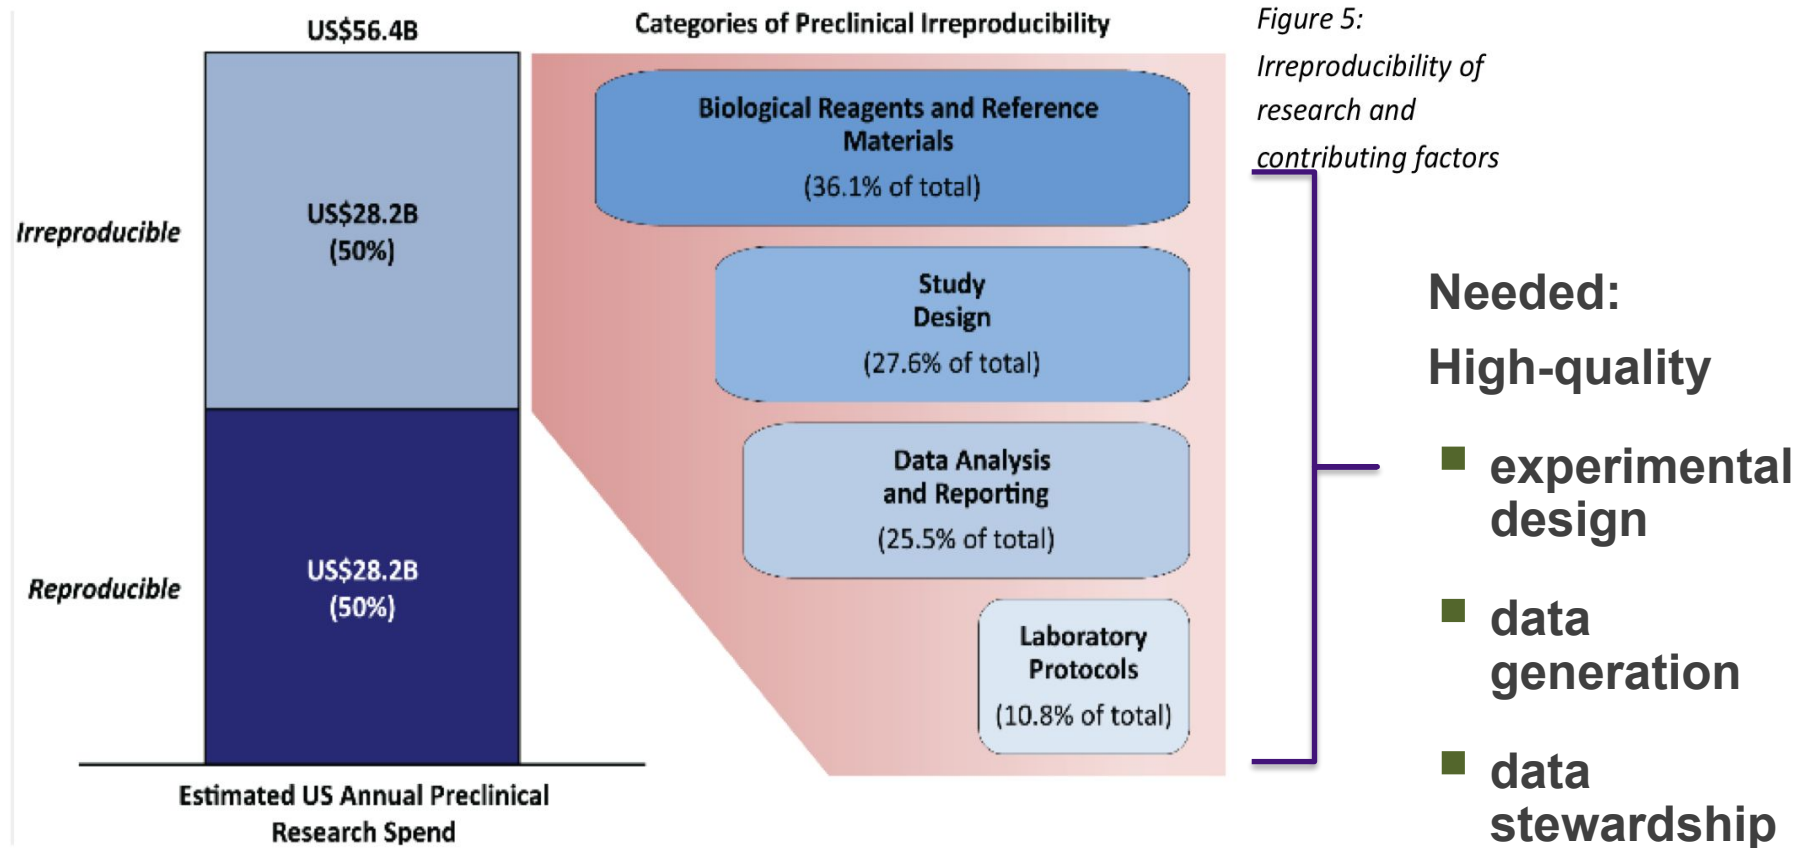 US$56.4B
Irreproducible
US$28.2B
(50%)
Reproducible
US$28.2B
(50%)
Estimated US Annual Preclinical
Research Spend
Categories of Preclinical Irreproducibility
Biological Reagents and Reference
Materials
(36.1% of total)
Study
Design
(27.6% of total)
Data Analysis
and Reporting
(25.5% of total)
Laboratory
Protocols
(10.8% of total)
Figure 5:
Irreproducibility of
research and
contributing factors
Needed:
High-quality
experimental
design
data
generation
data
stewardship